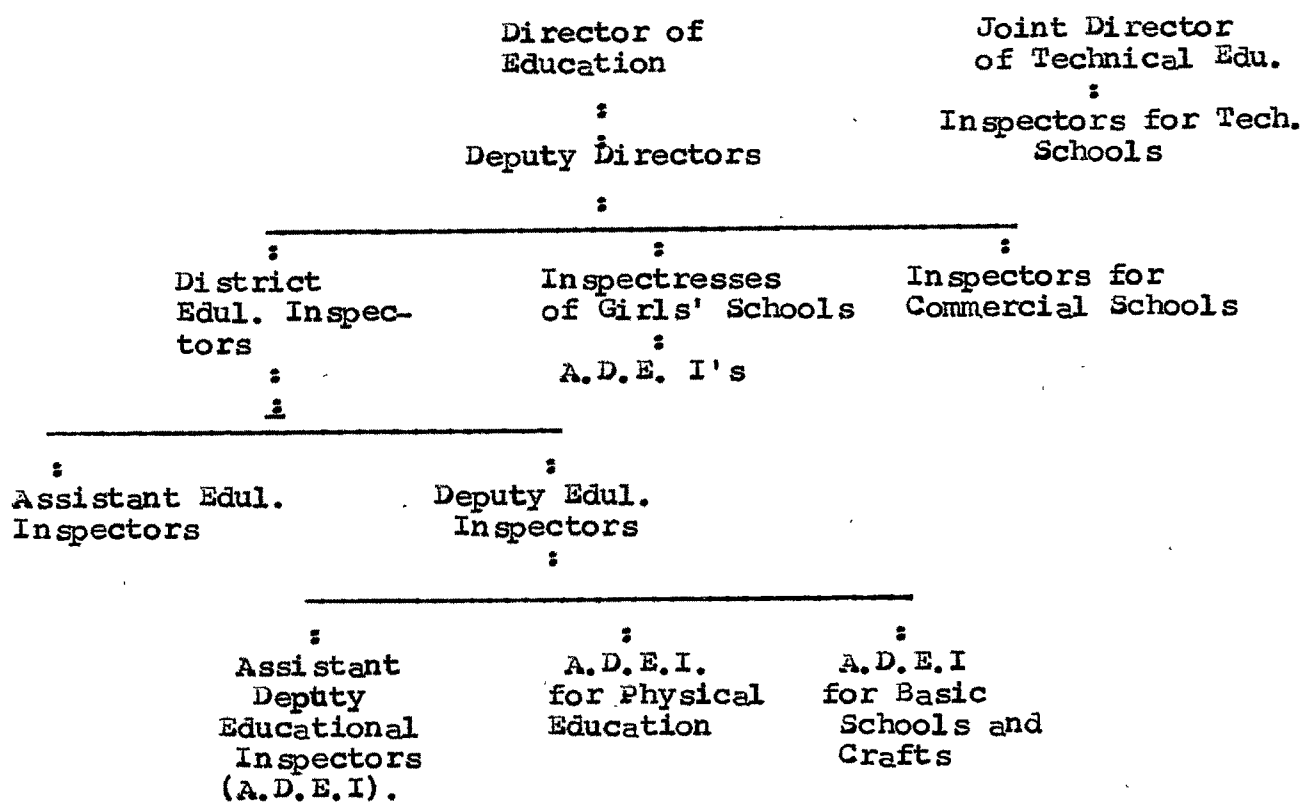 Director of
Education
Joint Director
of Technical Edu.
:
Inspectors for Tech.
Schools
:
:
Deputy Directors
:
:
District
Edul. Inspec-
tors
:
:
Inspectresses
of Girls' Schools
:
A.D.E. I's
:
Inspectors for
Commercial Schools
:
:
Assistant Edul.
Inspectors
:
Deputy Edul.
Inspectors
:
:
Assistant
Deputy
Educational
Inspectors
(A.D.E.I).
:
A.D.E.I.
for Physical
Education
:
A.D.E.I
for Basic
Schools and
Crafts